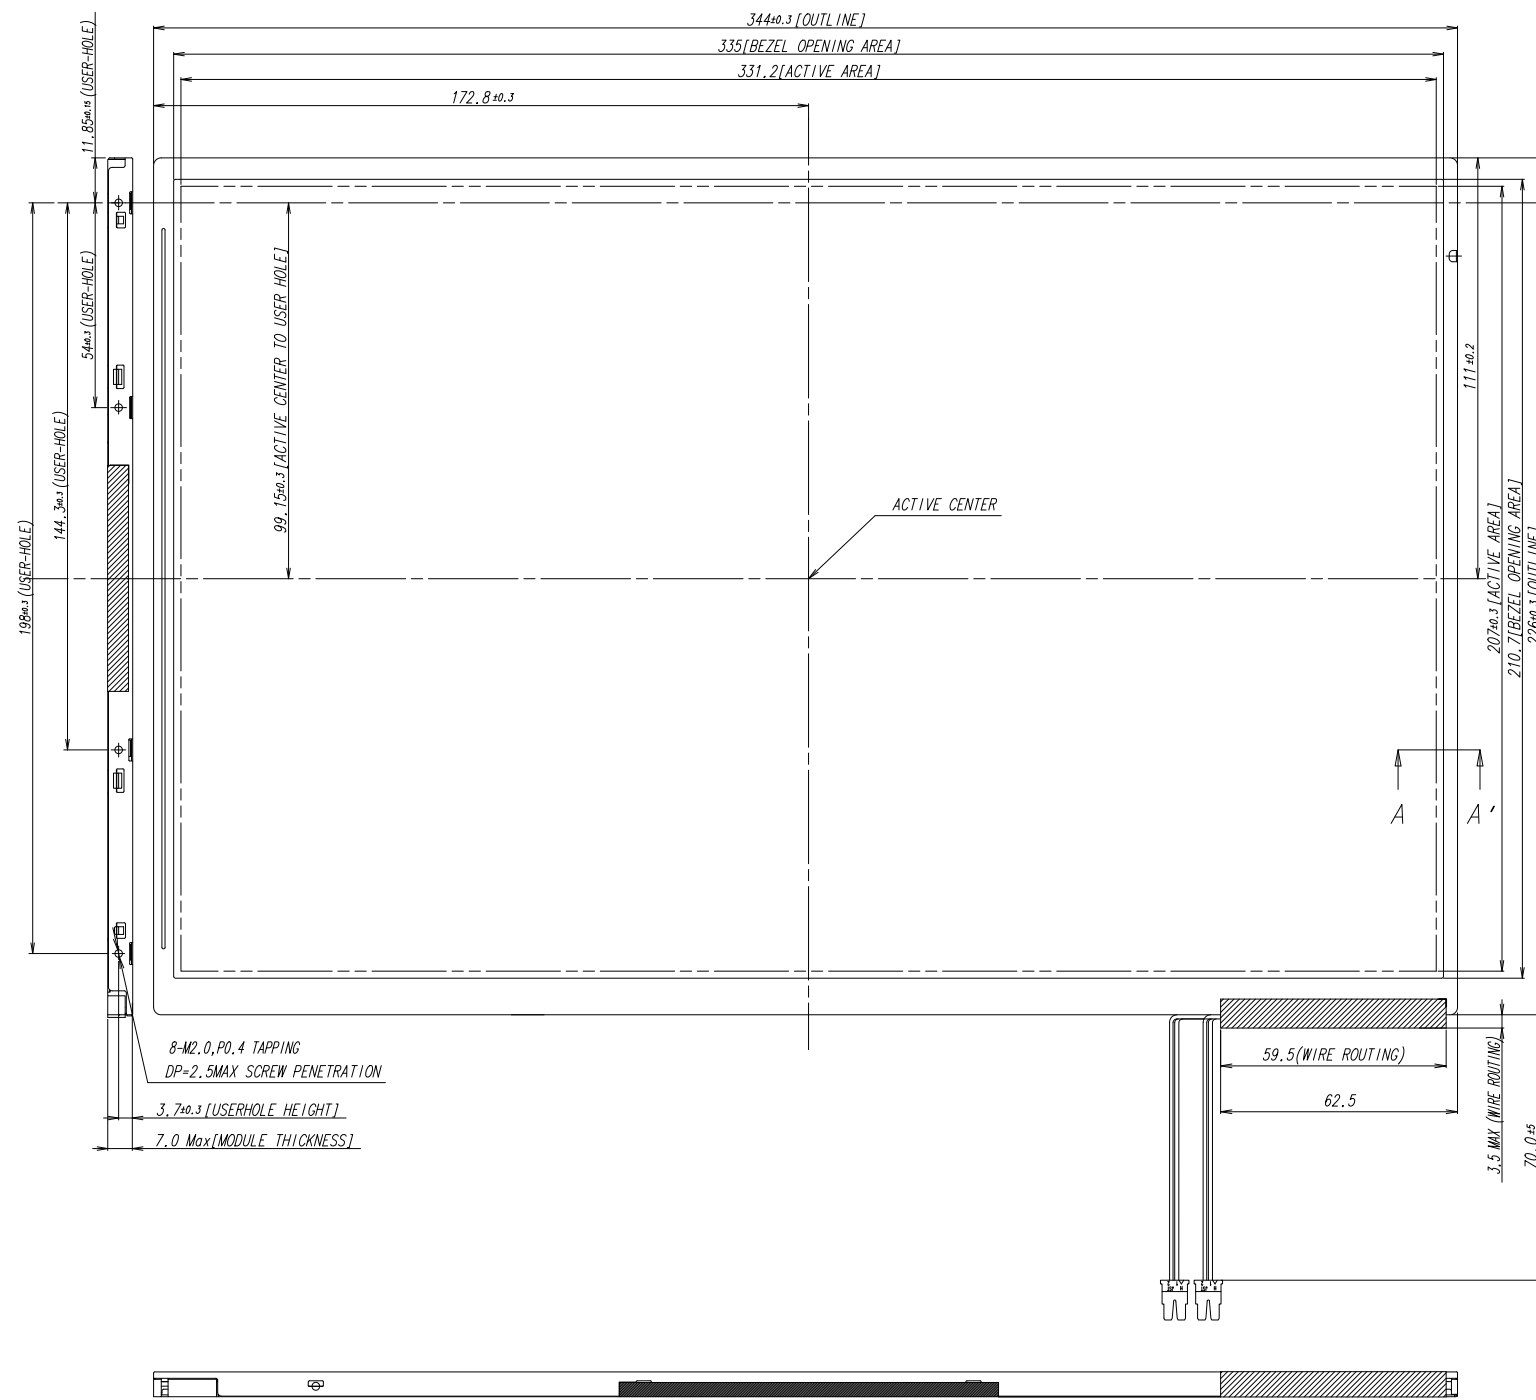 344±0.3 [OUTLINE]
335[BEZEL OPENING AREA]
331.2[ACTIVE AREA]
172.8±0.3
11.85±0.15 (USER-HOLE)
54±0.3 (USER-HOLE)
144.3±0.3 (USER-HOLE)
198±0.3 (USER-HOLE)
99.15±0.3 [ACTIVE CENTER TO USER HOLE]
ACTIVE CENTER
111±0.2
207±0.3 [ACTIVE AREA]
210.7[BEZEL OPENING AREA]
226±0.3 [OUTLINE]
A A'
8-M2.0,P0.4 TAPPING
DP=2.5MAX SCREW PENETRATION
3.7±0.3 [USERHOLE HEIGHT]
7.0 Max[MODULE THICKNESS]
59.5(WIRE ROUTING)
62.5
3.5 MAX (WIRE ROUTING)
70.0±5